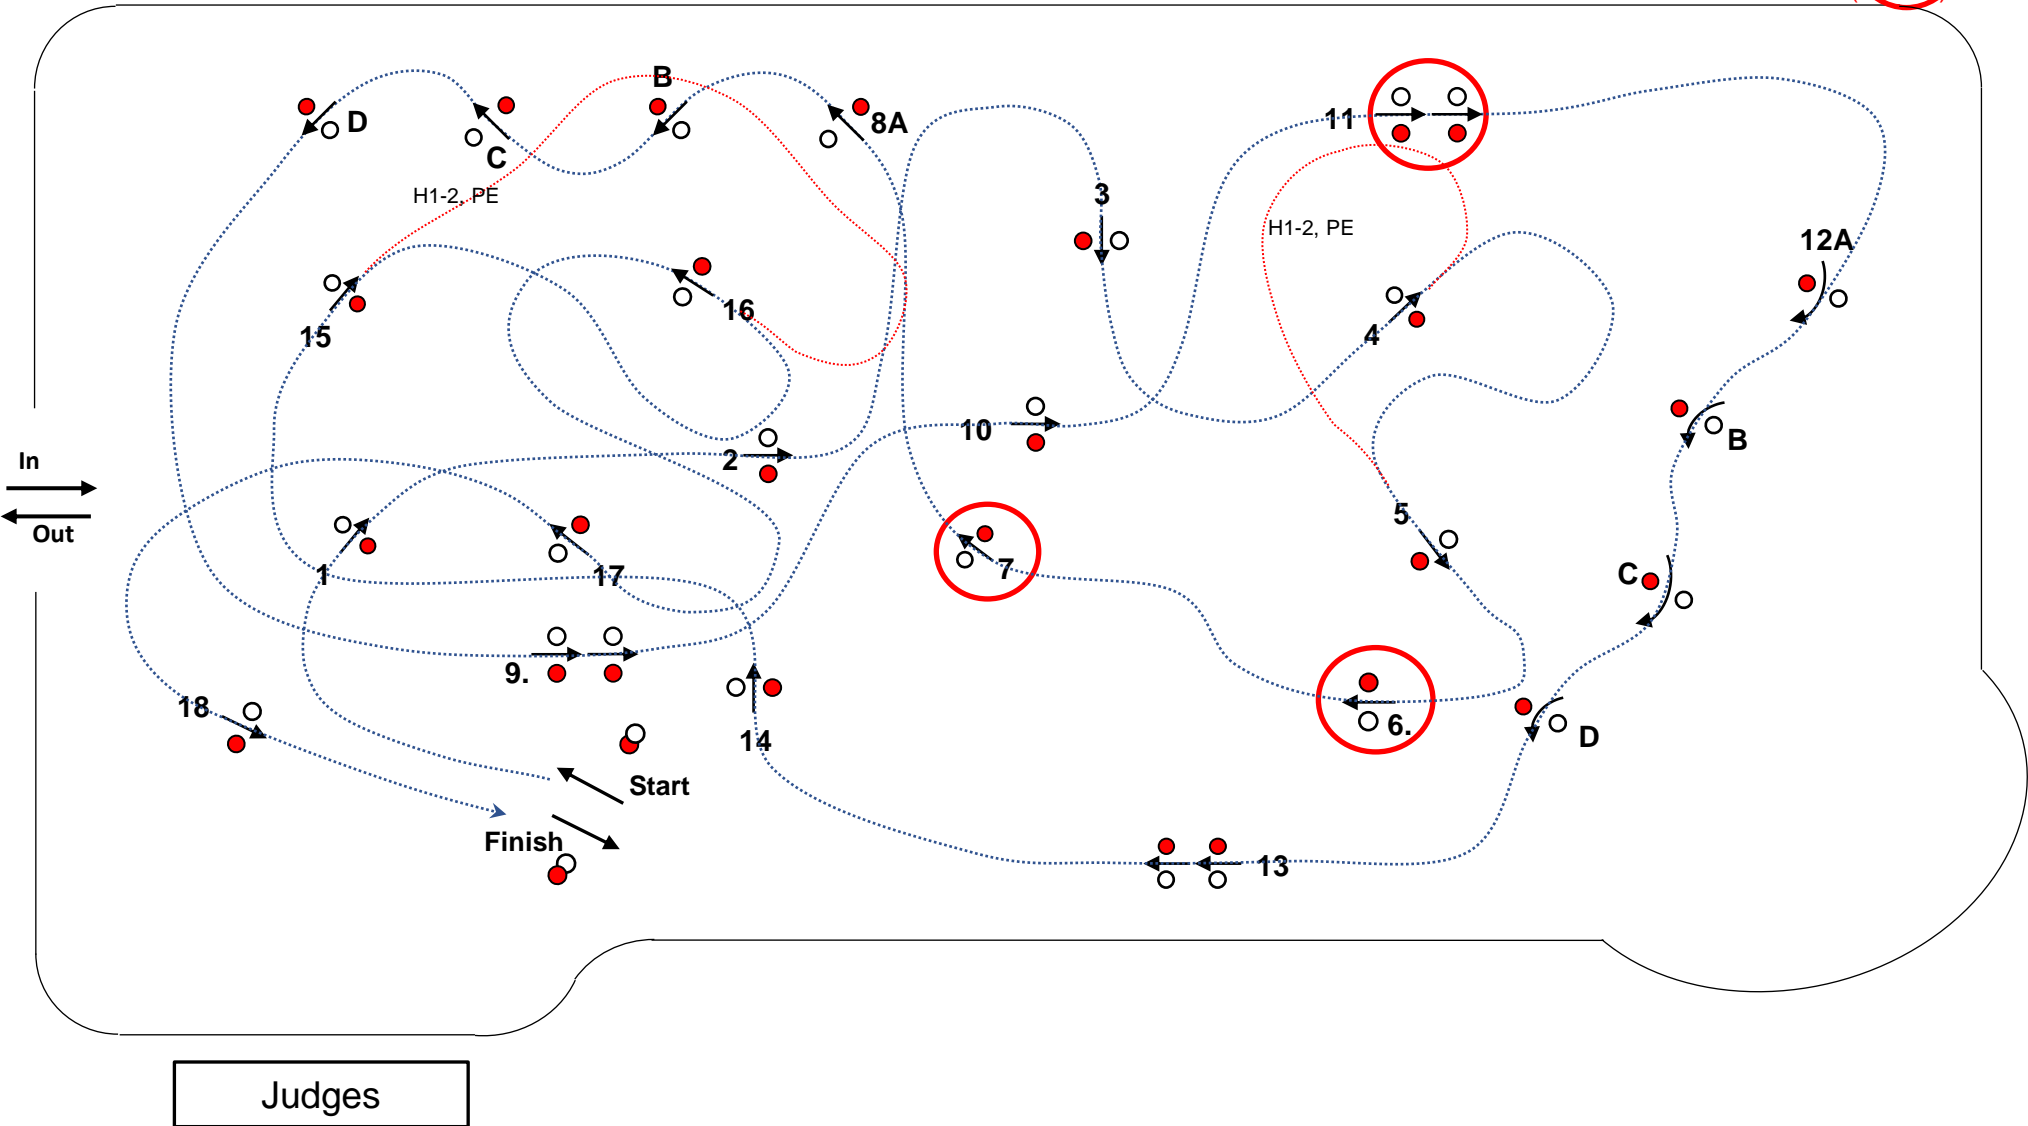 B
D
8A
11
C
H1-2, PE
3
H1-2, PE
12A
16
15
4
10
2
B
In
5
Out
7
C
1
17
9.
18
6.
14
D
Start
Finish
13
Judges